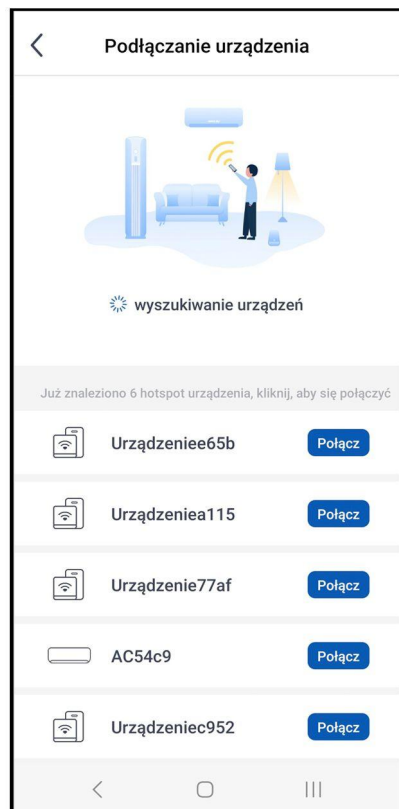 Podłączanie urządzenia
wyszukiwanie urządzeń
Już znaleziono 6 hotspot urządzenia, kliknij, aby się połączyć
Urządzeniee65b
Połącz
Urządzeniea115
Połącz
Urządzenie77af
Połącz
AC54c9
Połącz
Urządzeniec952
Połącz